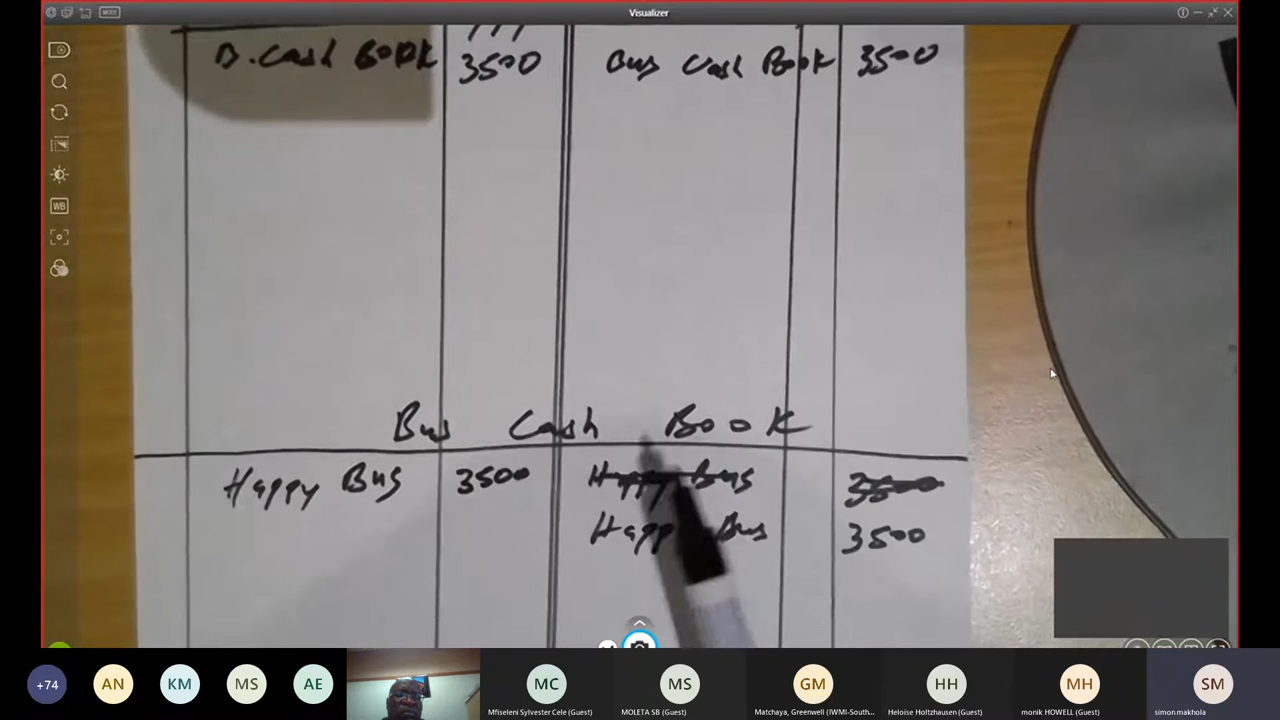 Visualizer
MODE
B. Cash Book 3500 Bus Cash Book 3500
WB
Bus Cash Book
Happy Bus 3500 Happy Bus 3500
Happy Bus 3500
+74 AN KM MS AE MC MS GM HH MH SM
Mfiseleni Sylvester Cele (Guest) MOLETA SB (Guest) Matchaya, Greenwell (IWMI-South... Heloise Holtzhausen (Guest) monik HOWELL (Guest) simon makhola